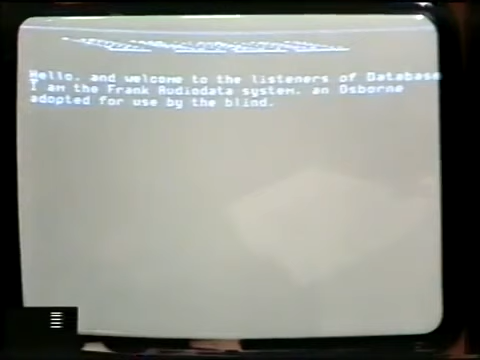 Hello, and welcome to the listeners of Database
I am the Frank Audiodata system, an Osborne
adopted for use by the blind.